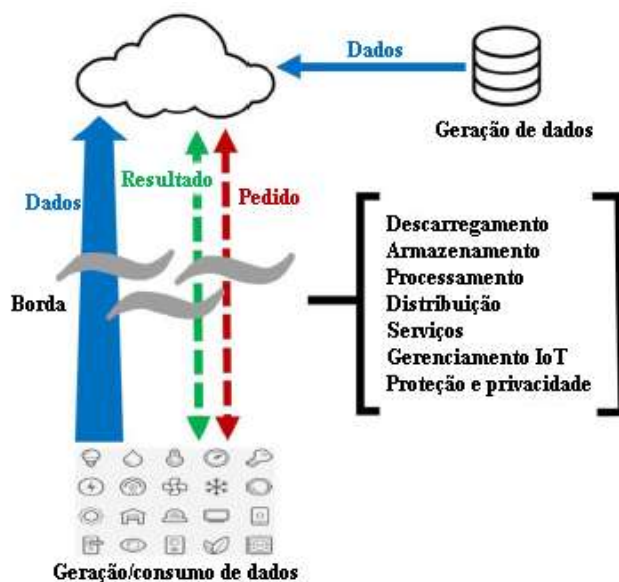 Dados
Geração de dados
Resultado
Pedido
Dados
Borda
Descarregamento
Armazenamento
Processamento
Distribuição
Serviços
Gerenciamento IoT
Proteção e privacidade
Geração/consumo de dados